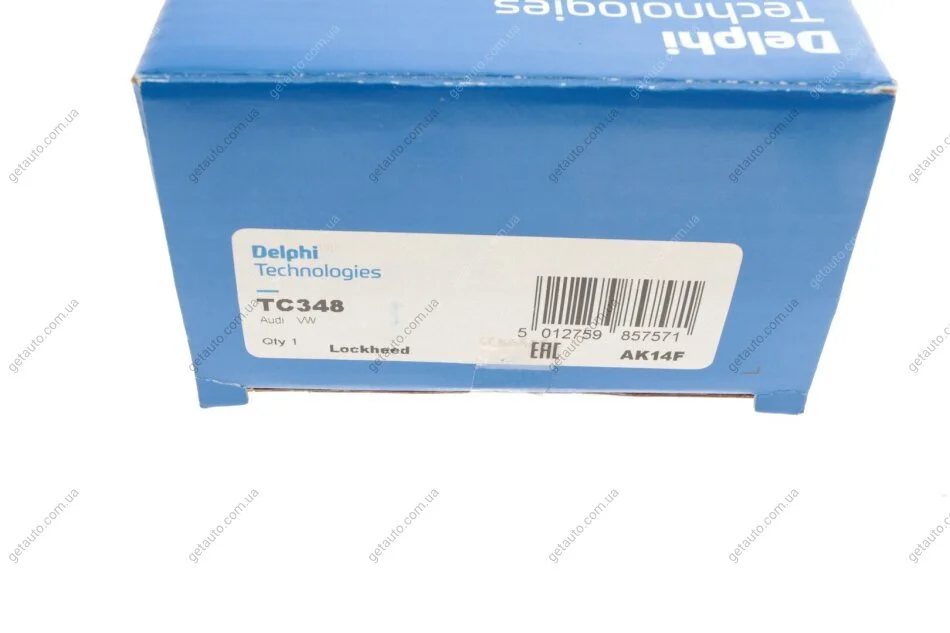 Delphi
Technologies
Delphi
Technologies
TC348
Audi VW
Qty 1
Lockheed
5 012759 857571
EAC
AK14F
getauto.com.ua